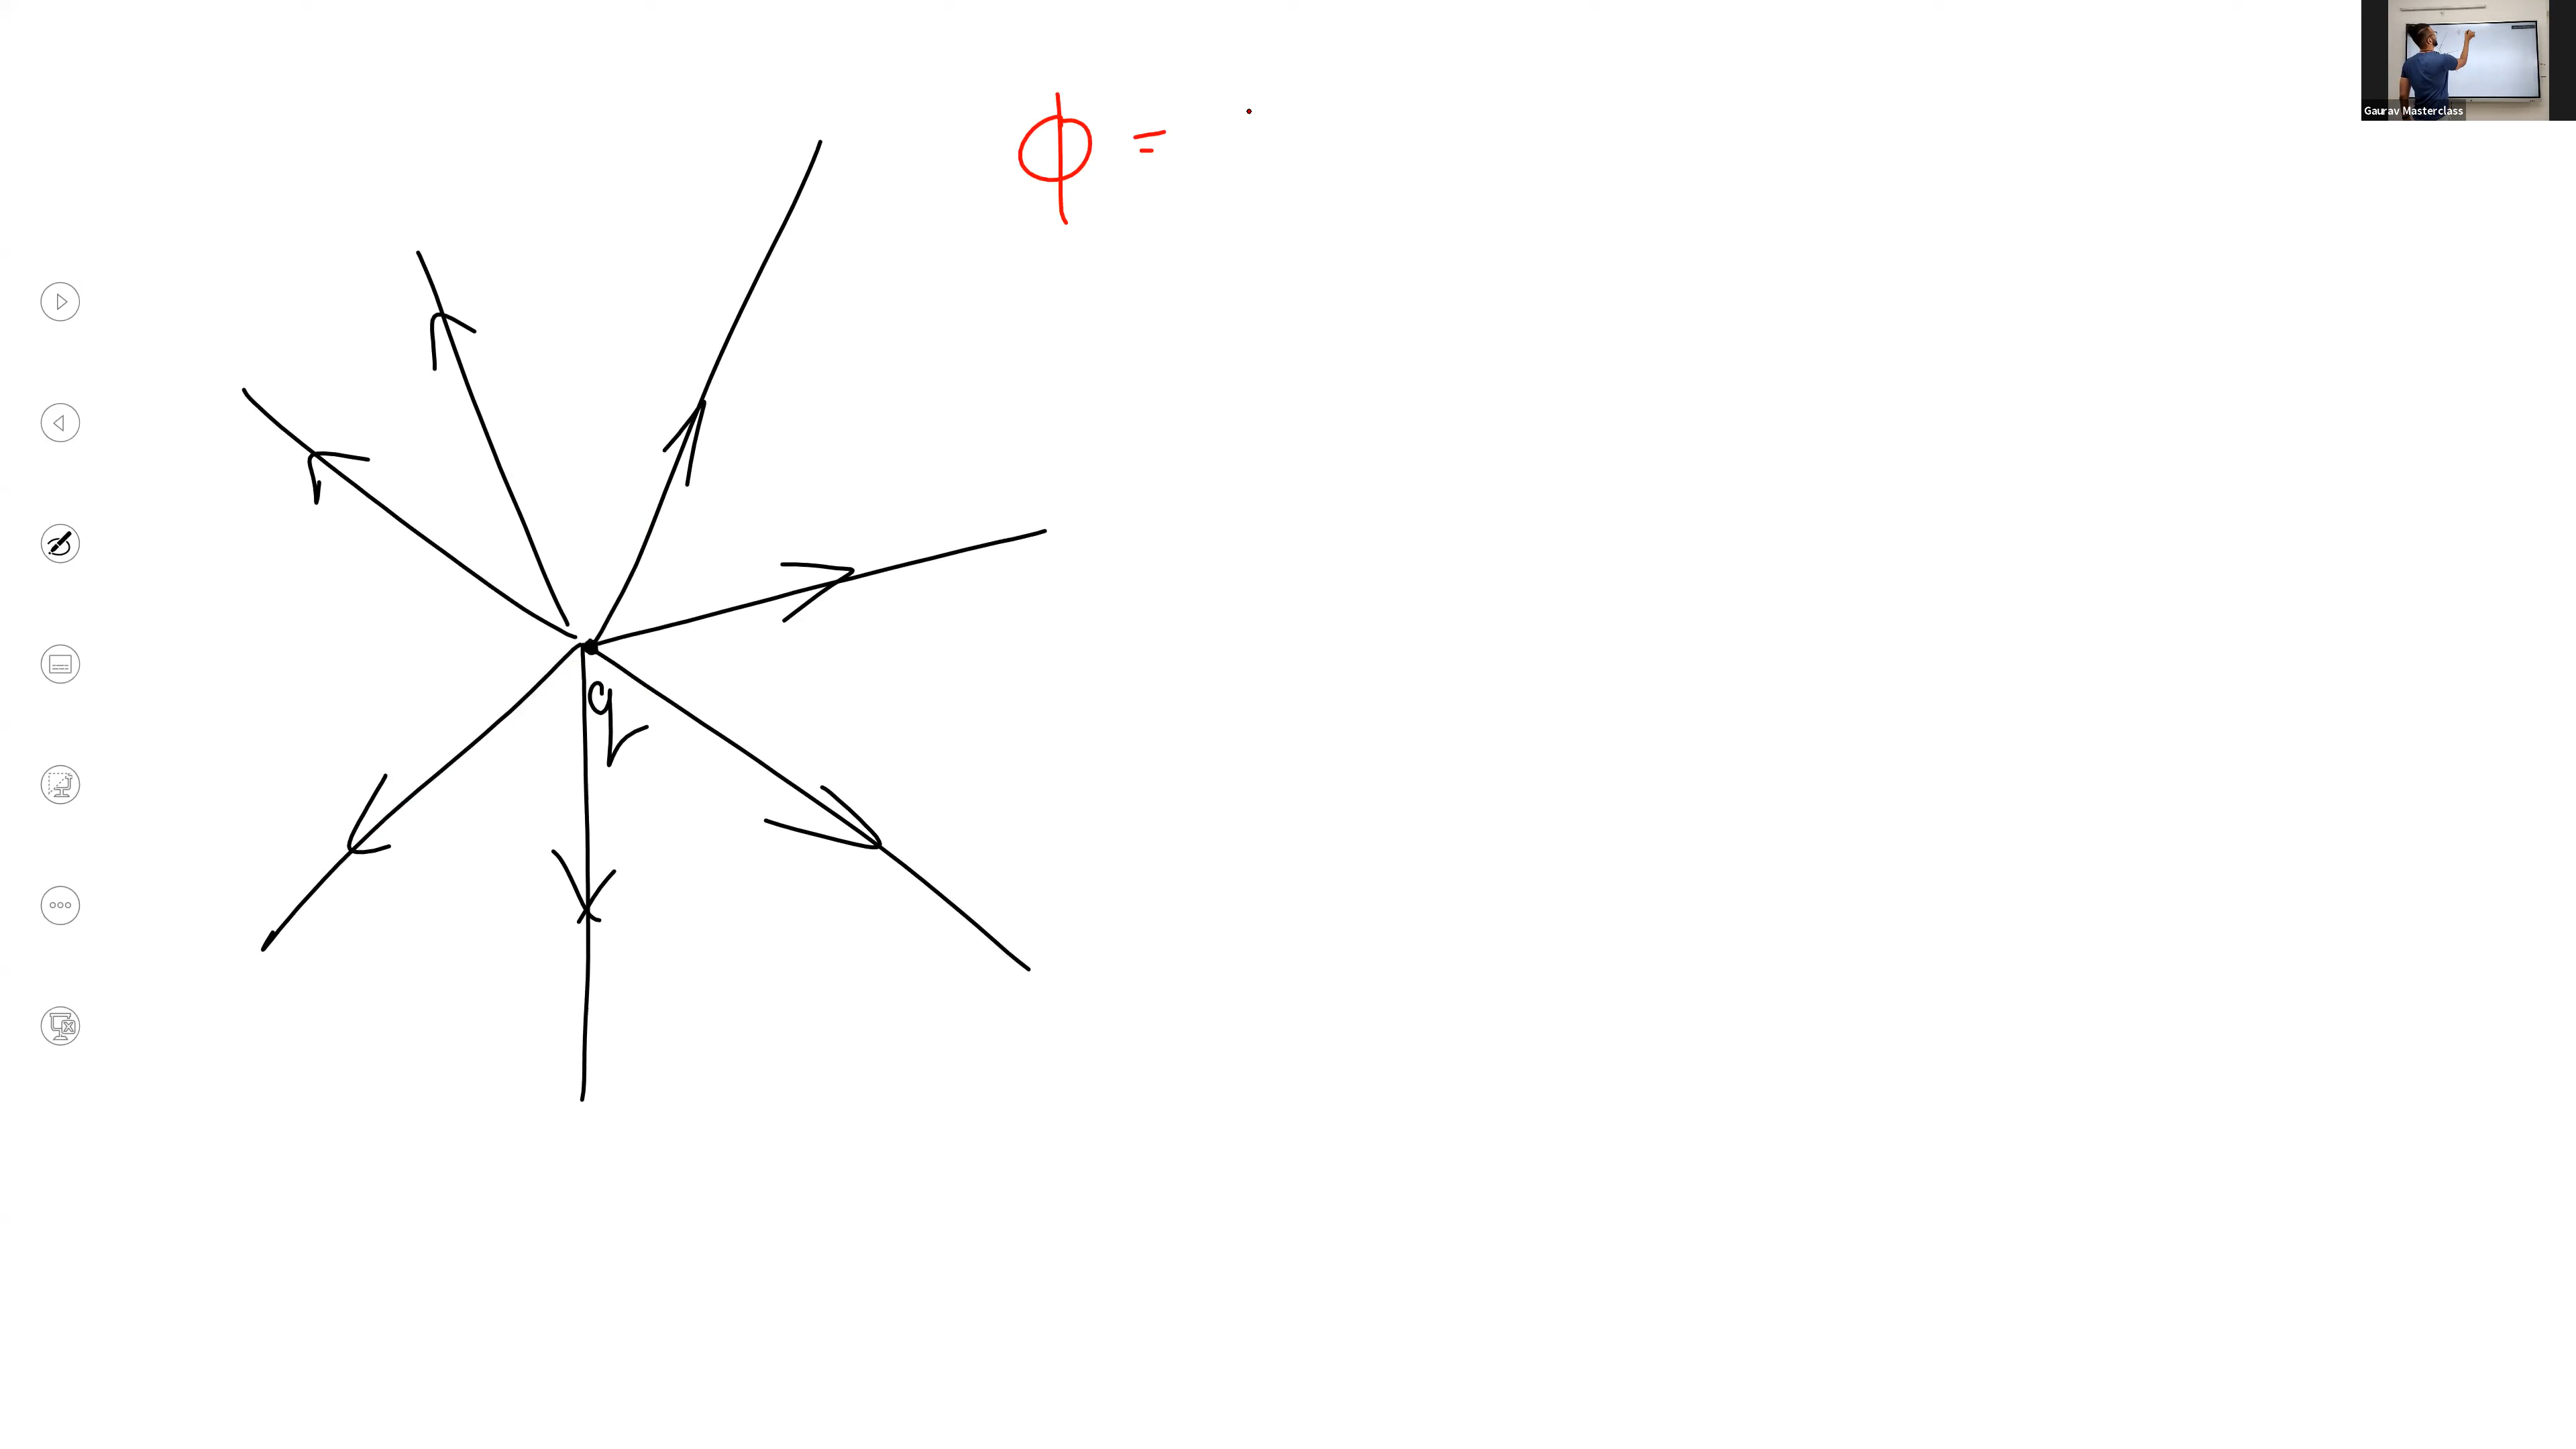 ϕ =
q
Gaurav Masterclass